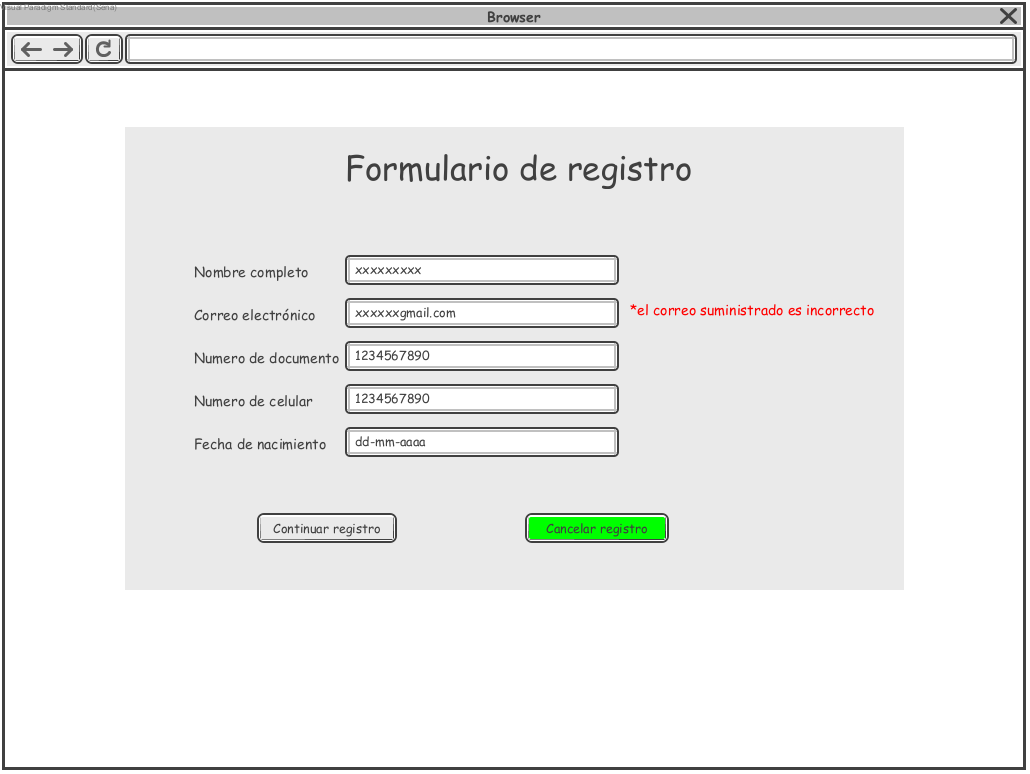 Visual Paradigm Standard(Sena)
Browser
Formulario de registro
Nombre completo xxxxxxxxx
Correo electrónico xxxxxxgmail.com *el correo suministrado es incorrecto
Numero de documento 1234567890
Numero de celular 1234567890
Fecha de nacimiento dd-mm-aaaa
Continuar registro Cancelar registro